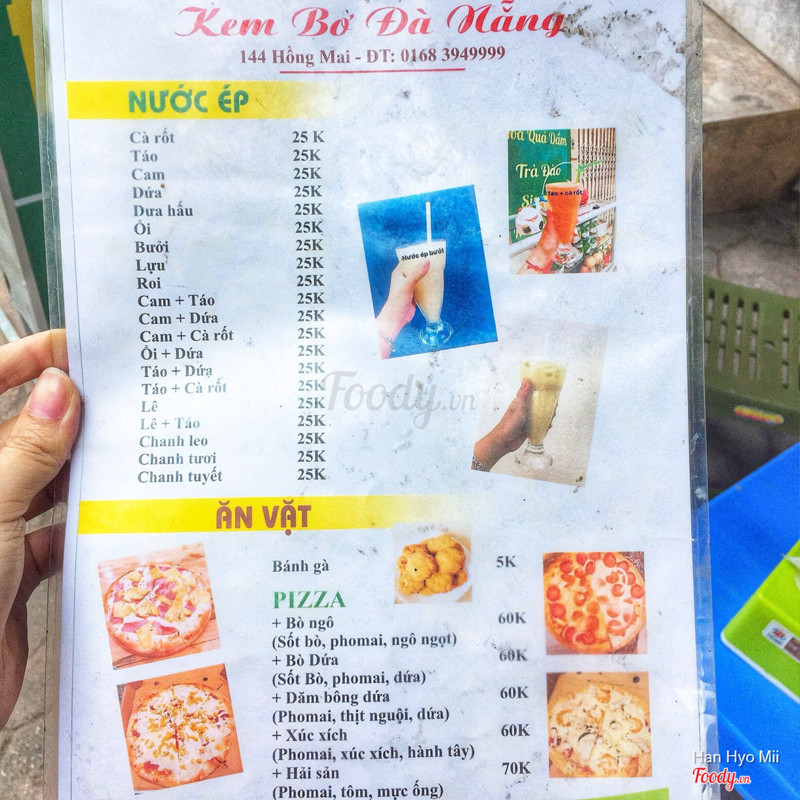 Kem Bơ Đà Nẵng
144 Hồng Mai - ĐT: 0168 3949999
NƯỚC ÉP
Cà rốt 25 K
Táo 25K
Cam 25K
Dứa 25K
Dưa hấu 25K
Ổi 25K
Bưởi 25K
Lựu 25K
Roi 25K
Cam + Táo 25K
Cam + Dứa 25K
Cam + Cà rốt 25K
Ổi + Dứa 25K
Táo + Dứa 25K
Táo + Cà rốt 25K
Lê 25K
Lê + Táo 25K
Chanh leo 25K
Chanh tươi 25K
Chanh tuyết 25K
Quả Dầm
Trà Đào
Táo + cà rốt
Nước ép bưởi
Foody.vn
ĂN VẶT
Bánh gà 5K
PIZZA
+ Bò ngô 60K
(Sốt bò, phomai, ngô ngọt)
+ Bò Dứa 60K
(Sốt Bò, phomai, dứa)
+ Dăm bông dứa 60K
(Phomai, thịt nguội, dứa)
+ Xúc xích 60K
(Phomai, xúc xích, hành tây)
+ Hải sản 70K
(Phomai, tôm, mực ống)
Han Hyo Mii
Foody.vn